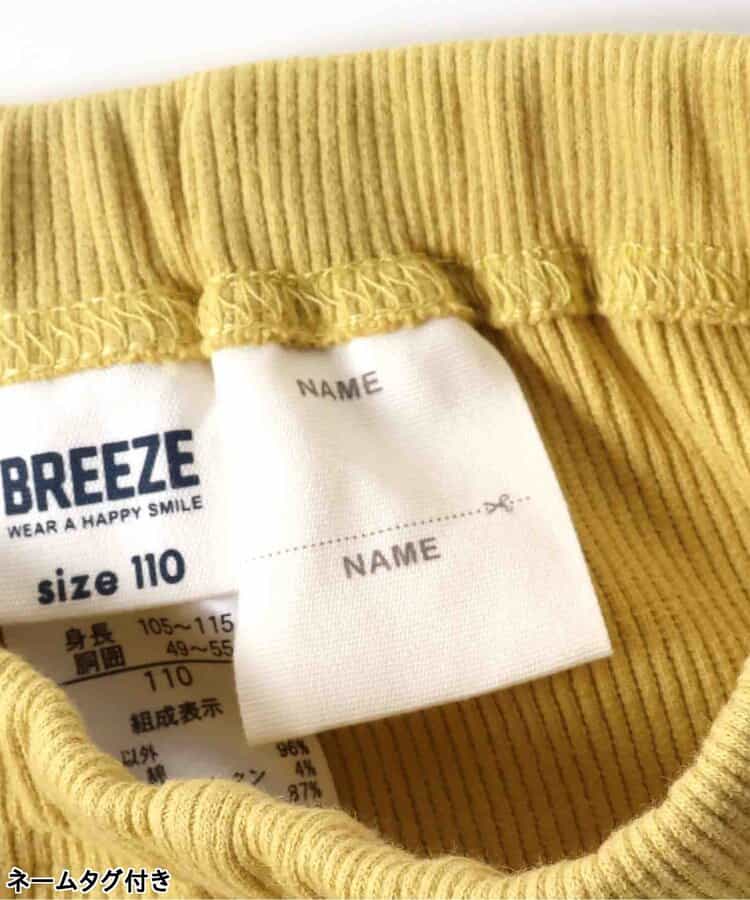 NAME
NAME
BREEZE
WEAR A HAPPY SMILE
size 110
身長 105～115
胴囲 49～55
110
組成表示
以外 96%
綿
4%
87%
ネームタグ付き